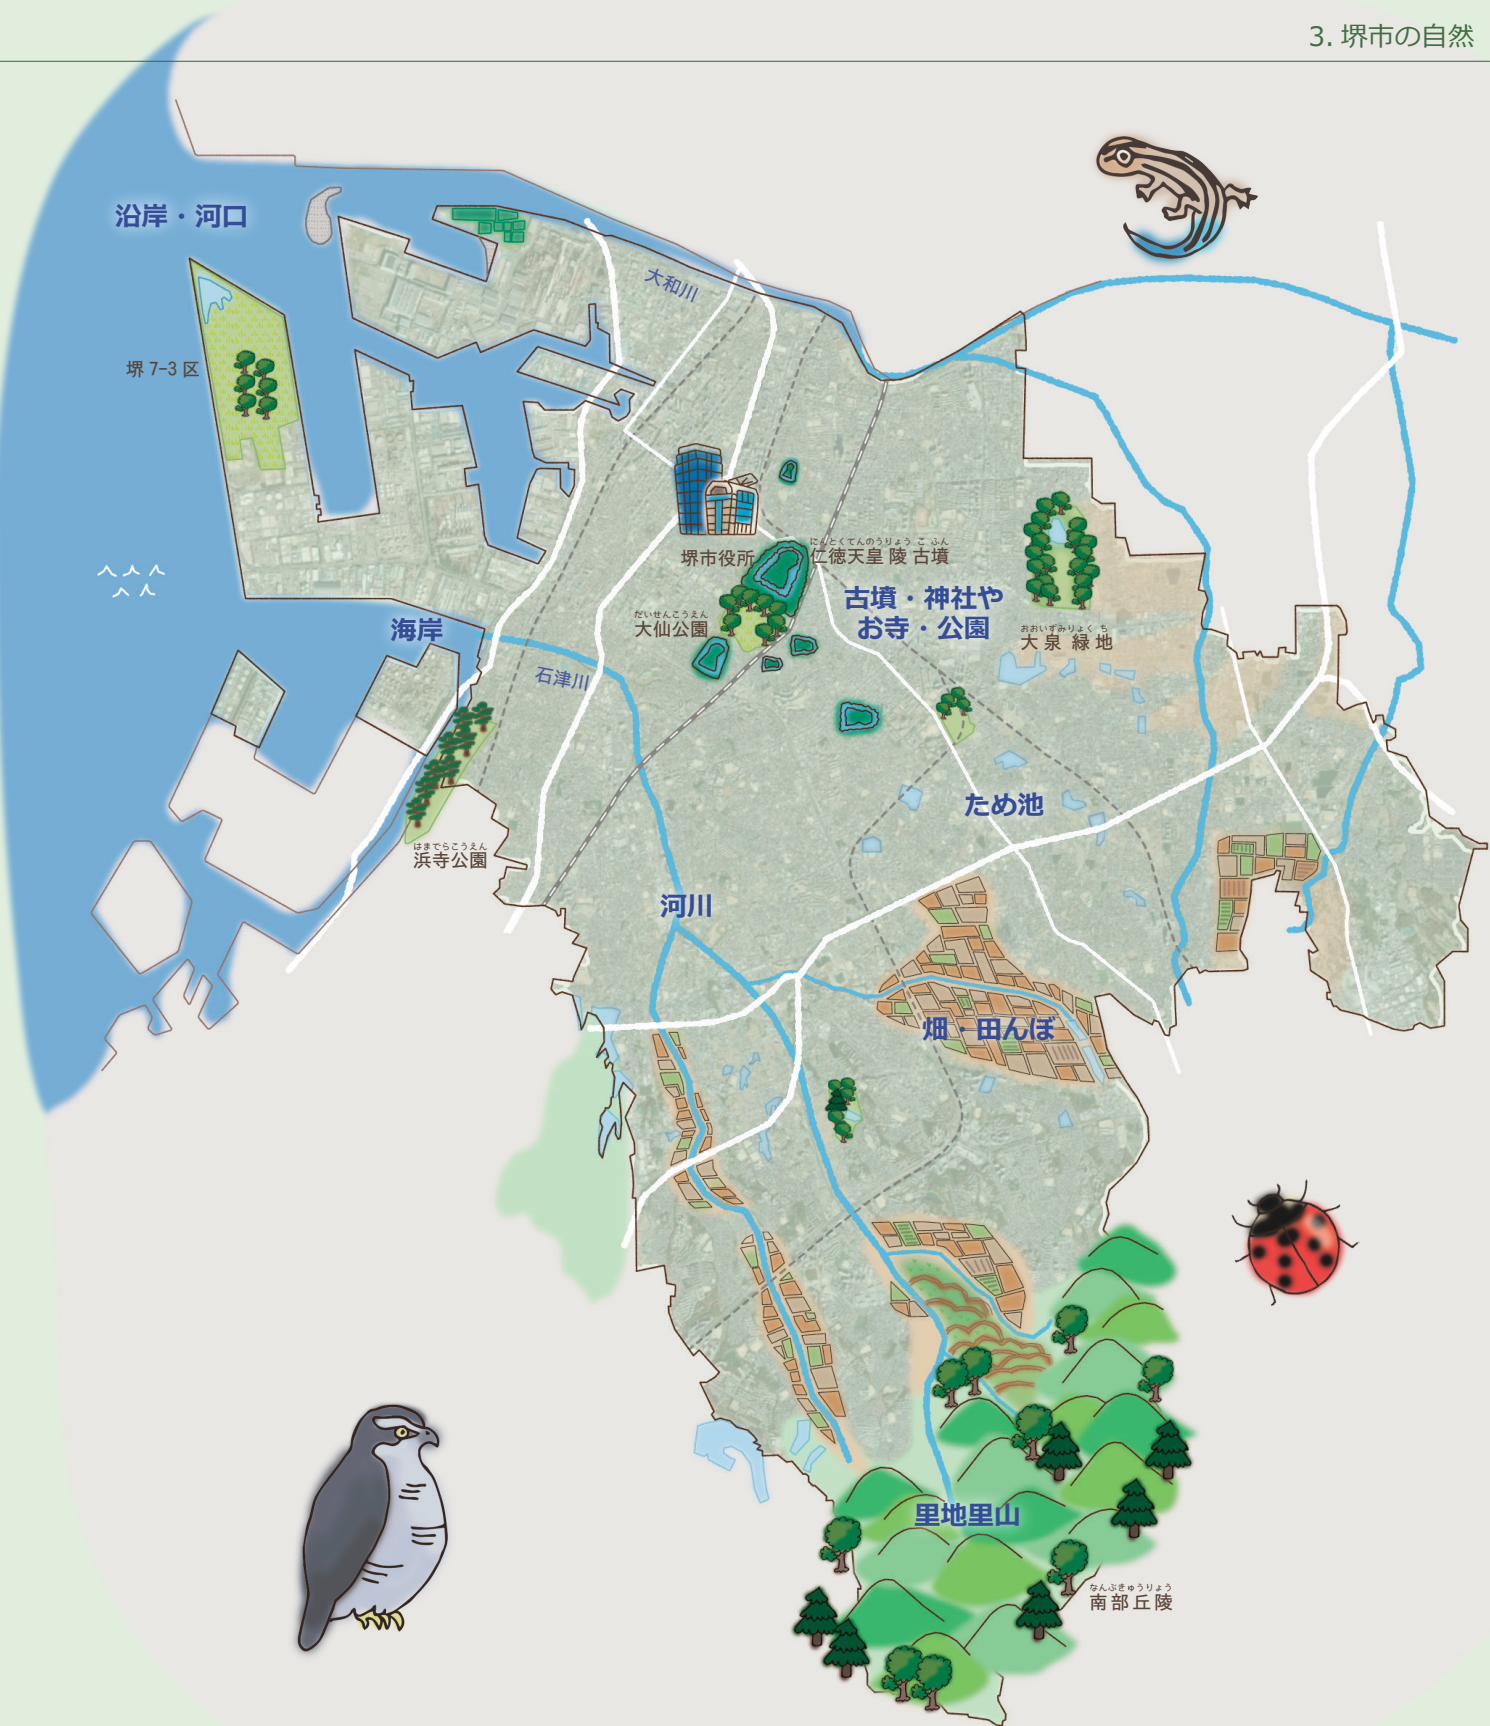 3. 堺市の自然
沿岸・河口
大和川
堺 7-3 区
堺市役所
にんとくてんのうりょう こ ふん
仁徳天皇 陵 古墳
古墳・神社や
お寺・公園
だいせんこうえん
大仙公園
おおいずみりょく ち
大 泉 緑 地
海岸
石津川
ため池
はまでらこうえん
浜寺公園
河川
畑・田んぼ
里地里山
なんぶきゅうりょう
南部丘陵